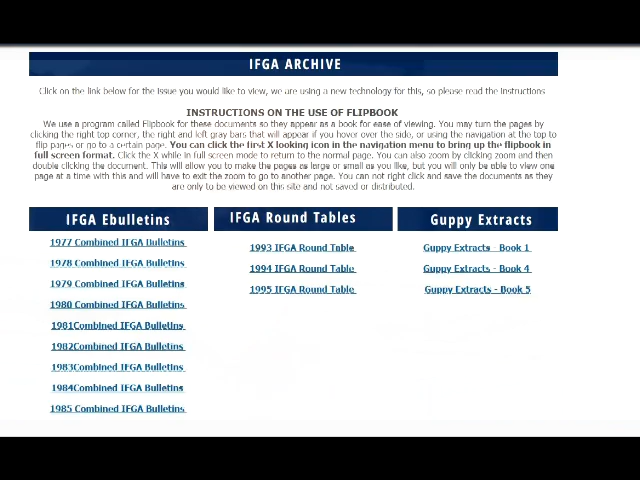 IFGA ARCHIVE
Click on the link below for the issue you would like to view, we are using a new technology for this, so please read the instructions
INSTRUCTIONS ON THE USE OF FLIPBOOK
We use a program called Flipbook for these documents so they appear as a book for ease of viewing. You may turn the pages by
clicking the right top corner, the right and left gray bars that will appear if you hover over the side, or using the navigation at the top to
flip pages or go to a certain page. You can click the first X looking icon in the navigation menu to bring up the flipbook in
full screen format. Click the X while in full screen mode to return to the normal page. You can also zoom by clicking zoom and then
double clicking the document. This will allow you to make the pages as large or small as you like, but you will only be able to view one
page at a time with this and will have to exit the zoom to go to another page. You can not right click and save the documents as they
are only to be viewed on this site and not saved or distributed.
IFGA Ebulletins
1977 Combined IFGA Bulletins
1978 Combined IFGA Bulletins
1979 Combined IFGA Bulletins
1980 Combined IFGA Bulletins
1981Combined IFGA Bulletins
1982Combined IFGA Bulletins
1983Combined IFGA Bulletins
1984Combined IFGA Bulletins
1985 Combined IFGA Bulletins
IFGA Round Tables
1993 IFGA Round Table
1994 IFGA Round Table
1995 IFGA Round Table
Guppy Extracts
Guppy Extracts - Book 1
Guppy Extracts - Book 4
Guppy Extracts - Book 5